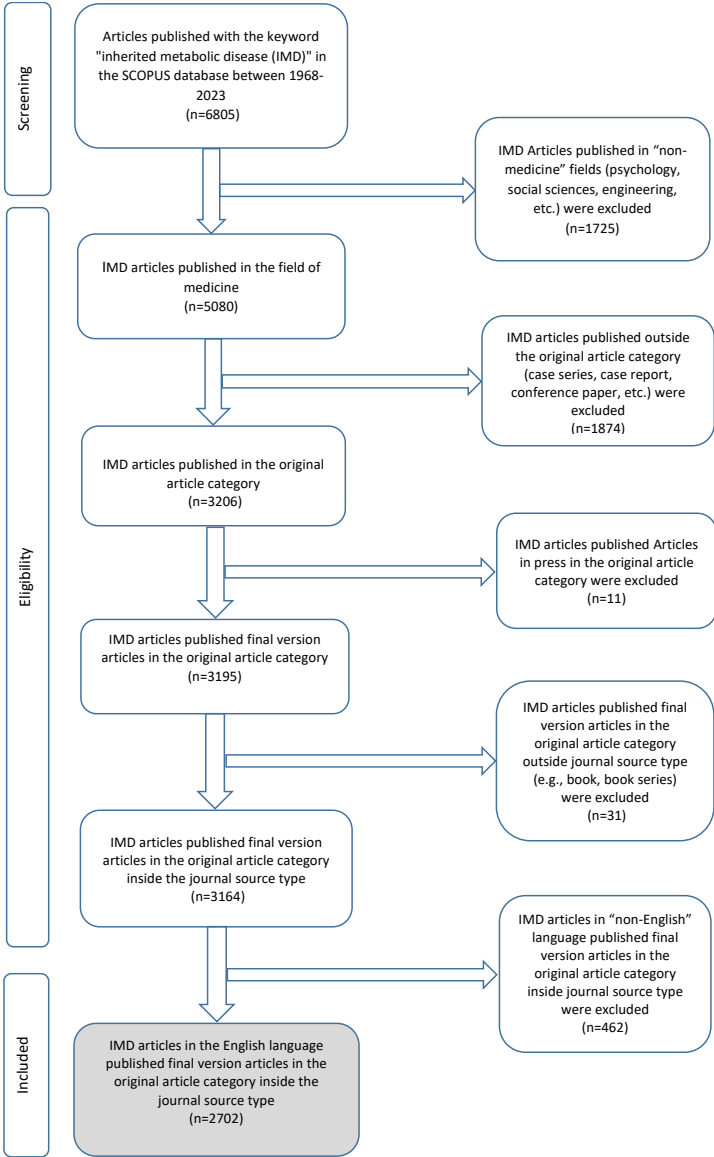 Screening
Articles published with the keyword
"inherited metabolic disease (IMD)" in
the SCOPUS database between 1968-
2023
(n=6805)
IMD Articles published in “non-
medicine” fields (psychology,
social sciences, engineering,
etc.) were excluded
(n=1725)
Eligibility
IMD articles published in the field of
medicine
(n=5080)
IMD articles published outside
the original article category
(case series, case report,
conference paper, etc.) were
excluded
(n=1874)
IMD articles published in the original
article category
(n=3206)
IMD articles published Articles
in press in the original article
category were excluded
(n=11)
IMD articles published final version
articles in the original article category
(n=3195)
IMD articles published final
version articles in the
original article category
outside journal source type
(e.g., book, book series)
were excluded
(n=31)
IMD articles published final version
articles in the original article category
inside the journal source type
(n=3164)
IMD articles in “non-English”
language published final
version articles in the
original article category
inside journal source type
were excluded
(n=462)
Included
IMD articles in the English language
published final version articles in the
original article category inside the
journal source type
(n=2702)